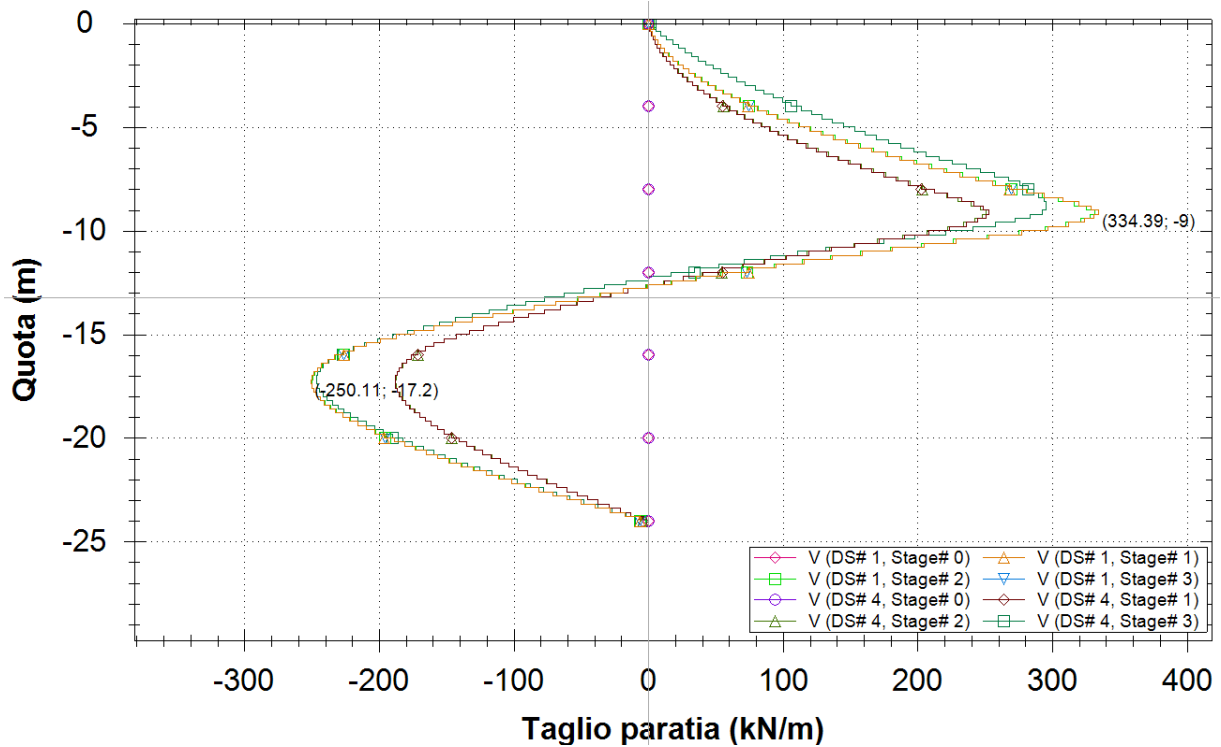 0
-5
-10
-15
-20
-25
Quota (m)
(334.39; -9)
(-250.11; -17.2)
V (DS# 1, Stage# 0)
V (DS# 1, Stage# 1)
V (DS# 1, Stage# 2)
V (DS# 1, Stage# 3)
V (DS# 4, Stage# 0)
V (DS# 4, Stage# 1)
V (DS# 4, Stage# 2)
V (DS# 4, Stage# 3)
-300 -200 -100 0 100 200 300 400
Taglio paratia (kN/m)